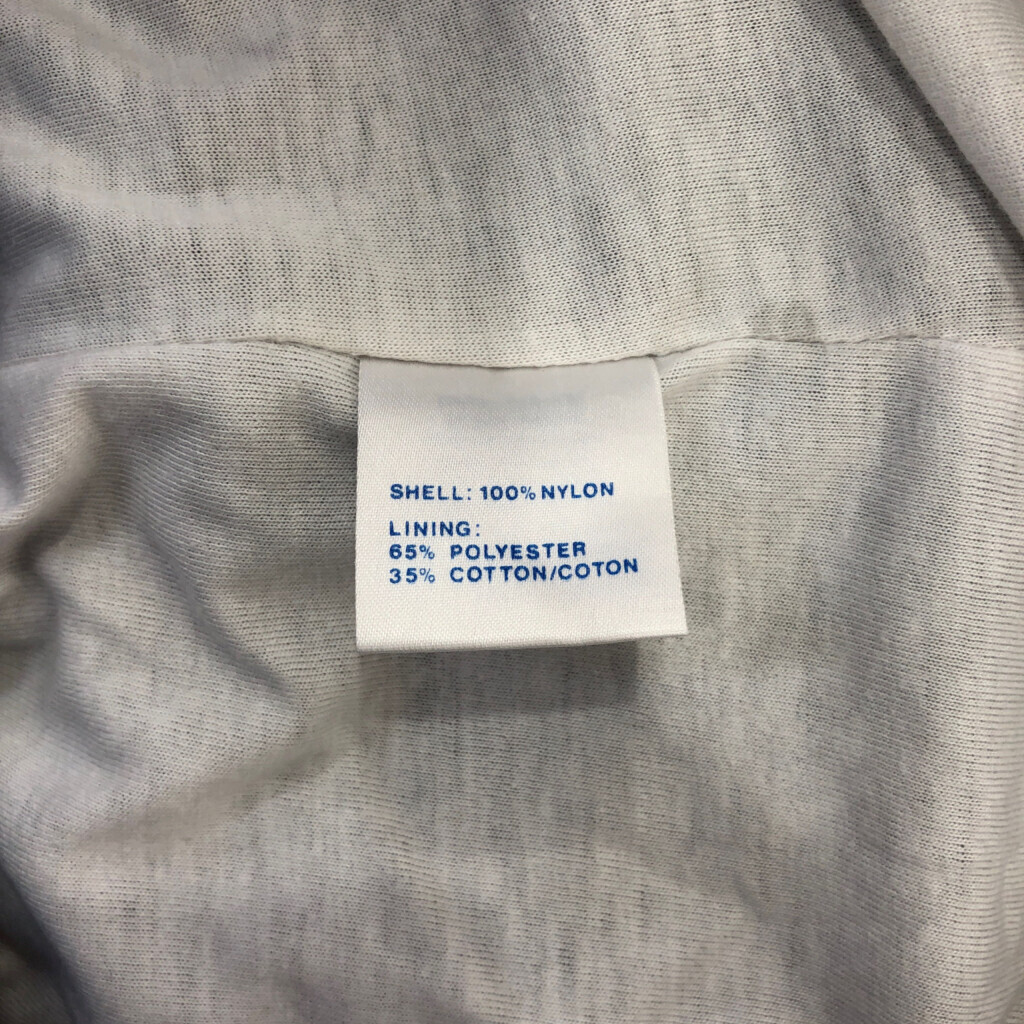 SHELL: 100% NYLON
LINING:
65% POLYESTER
35% COTTON/COTON